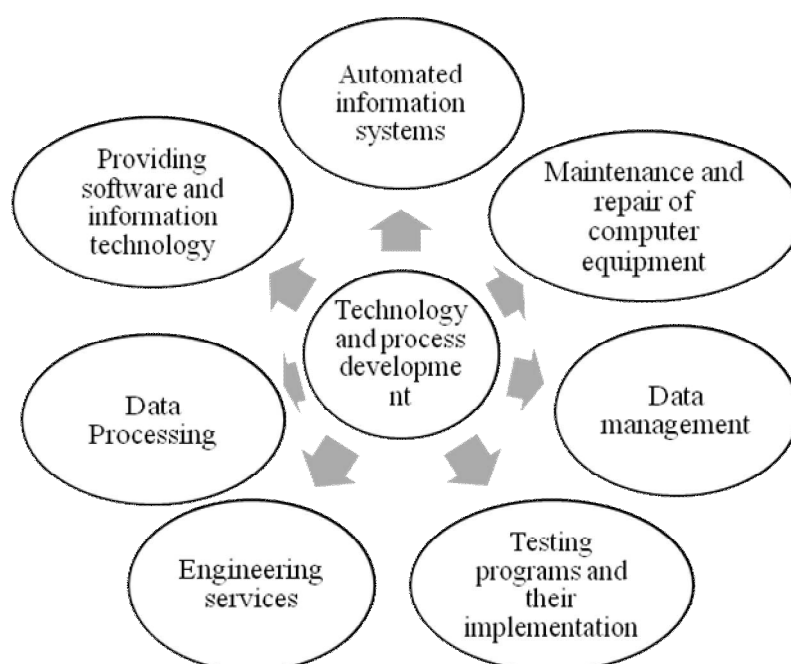 Automated
information
systems
Providing
software and
information
technology
Maintenance and
repair of
computer
equipment
Technology
and process
developme
nt
Data
Processing
Data
management
Engineering
services
Testing
programs and
their
implementation